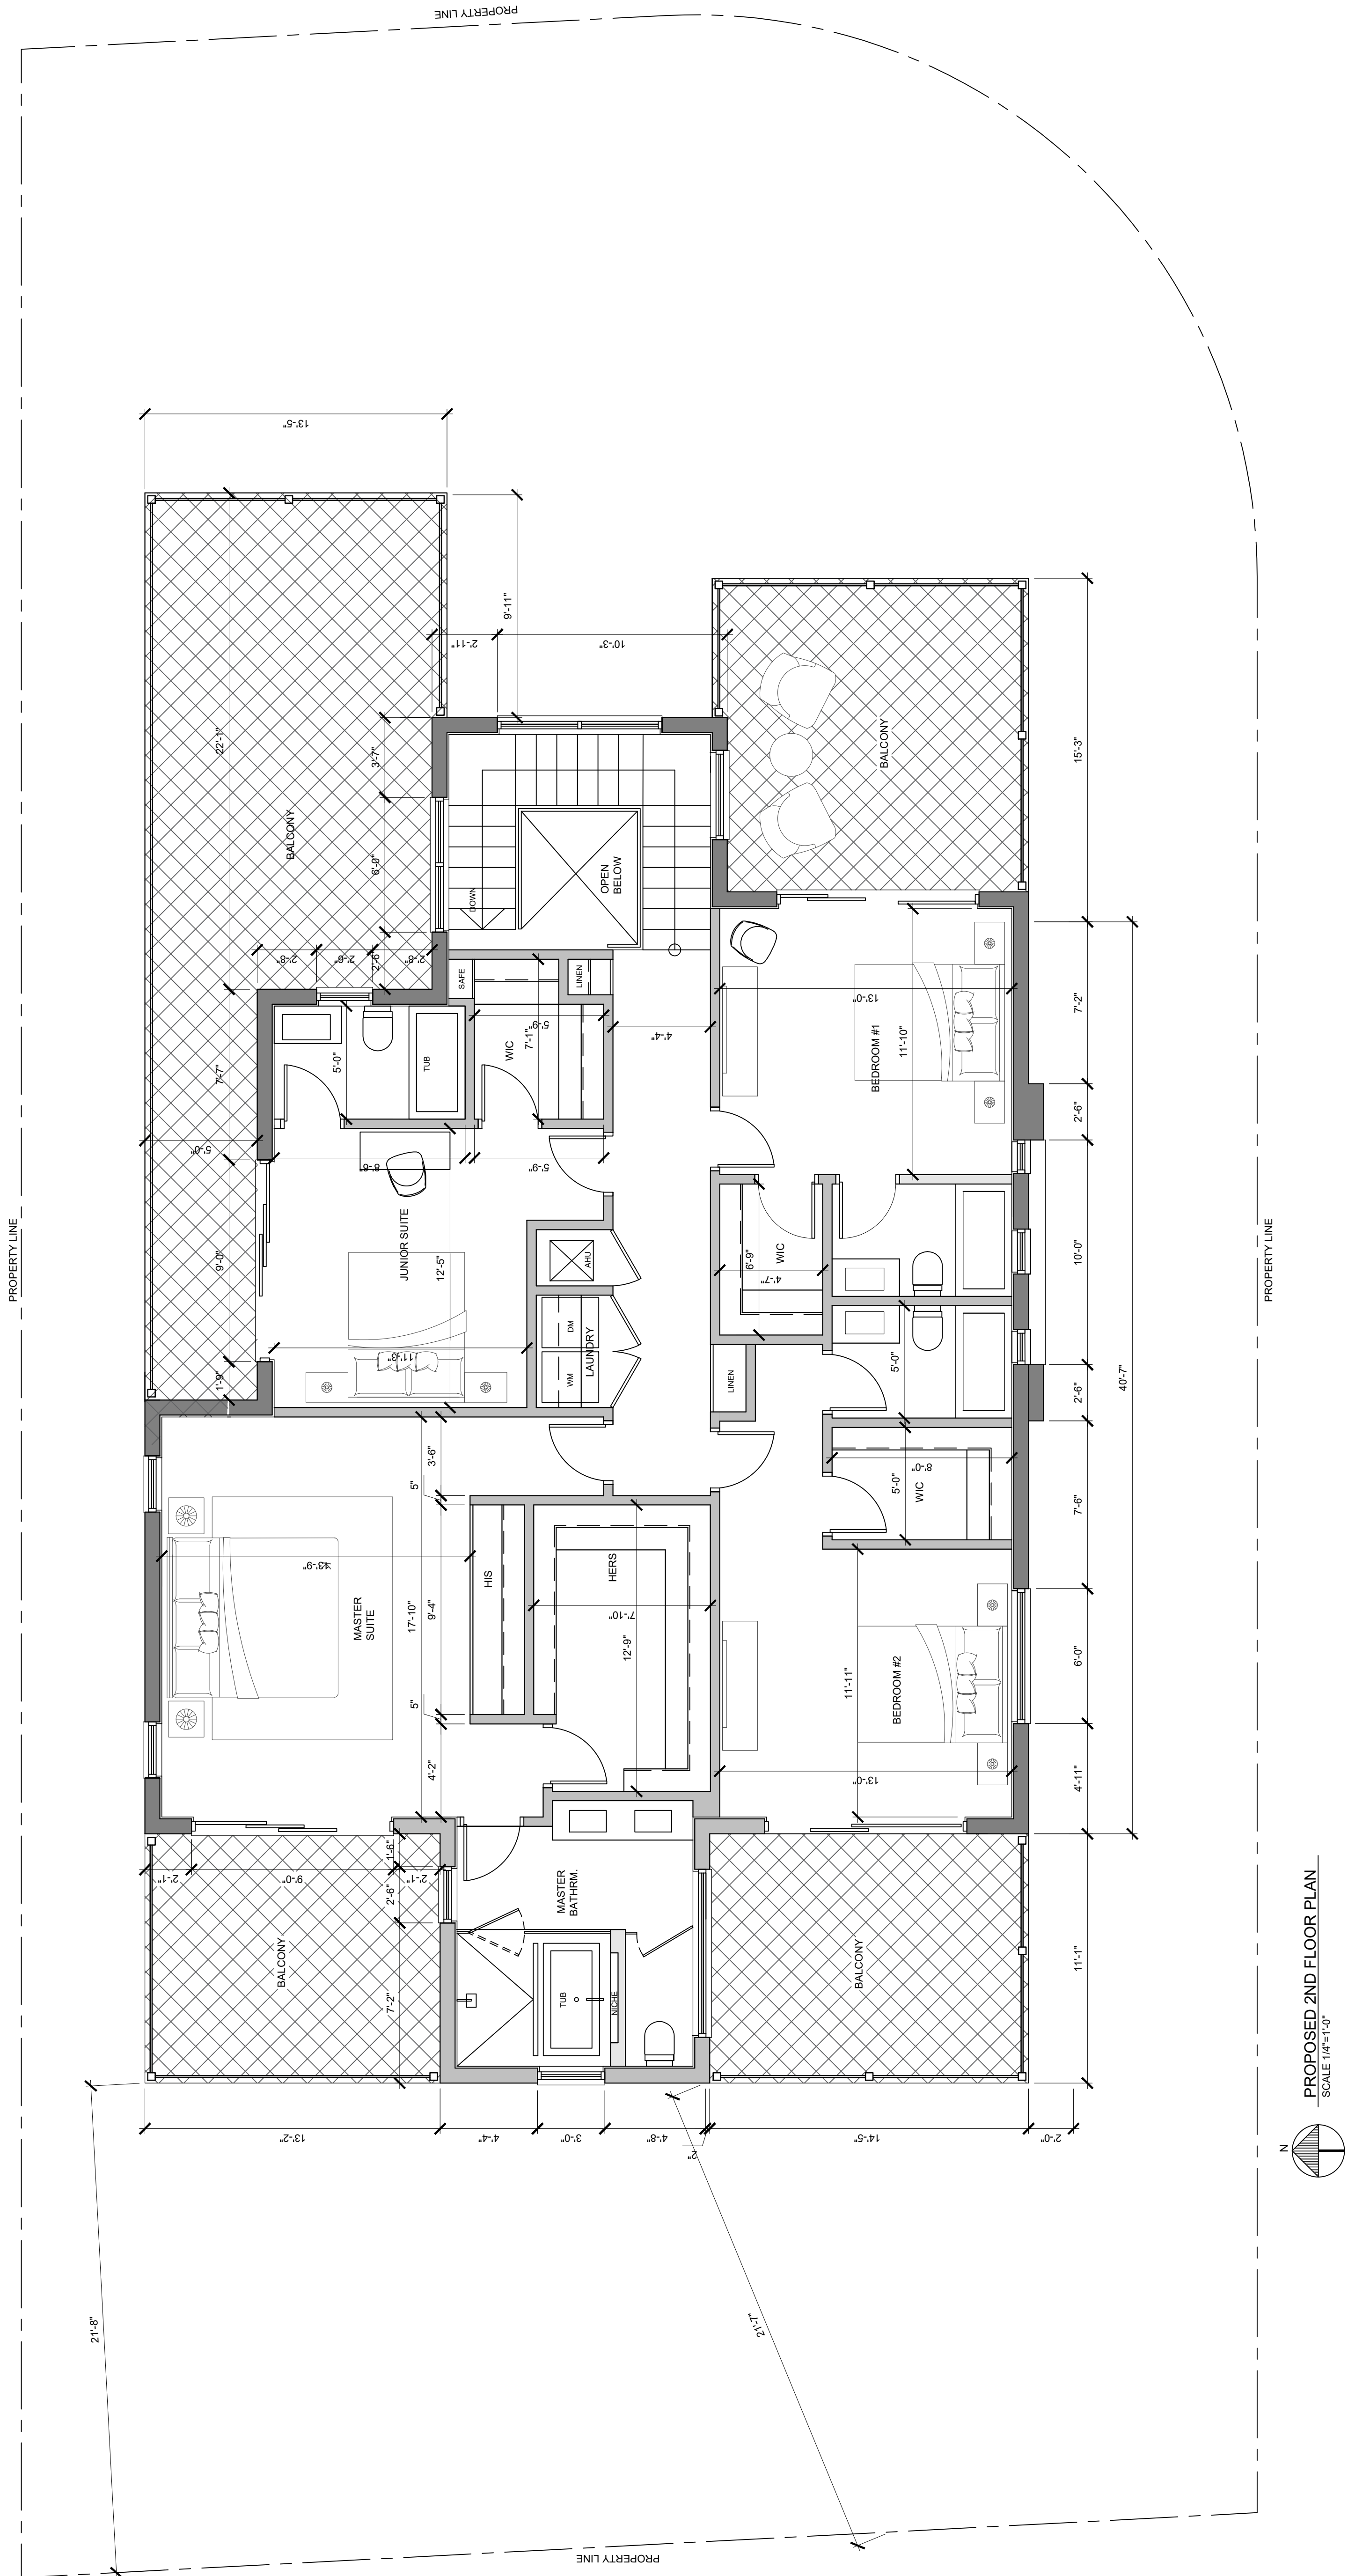 PROPERTY LINE
PROPERTY LINE
PROPERTY LINE
PROPERTY LINE
13'-5"
9'-11"
2'-11"
10'-3"
22'-1"
3'-7"
BALCONY
6'-0"
DOWN
OPEN
BELOW
BALCONY
15'-3"
2'-8"
2'-6"
2'-6"
2'-8"
SAFE
LINEN
5'-9"
7'-1"
WIC
4'-4"
13'-0"
11'-10"
BEDROOM #1
7'-2"
2'-6"
7'-7"
5'-0"
TUB
5'-0"
8'-6"
5'-9"
9'-0"
JUNIOR SUITE
12'-5"
AHU
DM
WM
LAUNDRY
11'-3"
1'-9"
6'-9"
4'-7"
WIC
10'-0"
LINEN
5'-0"
2'-6"
40'-7"
3'-6"
5"
8'-0"
5'-0"
WIC
7'-6"
13'-9"
MASTER
SUITE
17'-10"
9'-4"
HIS
HERS
7'-10"
12'-9"
5"
4'-2"
11'-11"
BEDROOM #2
6'-0"
13'-0"
4'-11"
2'-1"
9'-0"
2'-1"
1'-6"
2'-6"
7'-2"
BALCONY
MASTER
BATHRM.
TUB
NICHE
BALCONY
11'-1"
13'-2"
4'-4"
3'-0"
4'-8"
2"
14'-5"
2'-0"
21'-8"
21'-7"
N
PROPOSED 2ND FLOOR PLAN
SCALE 1/4"=1'-0"